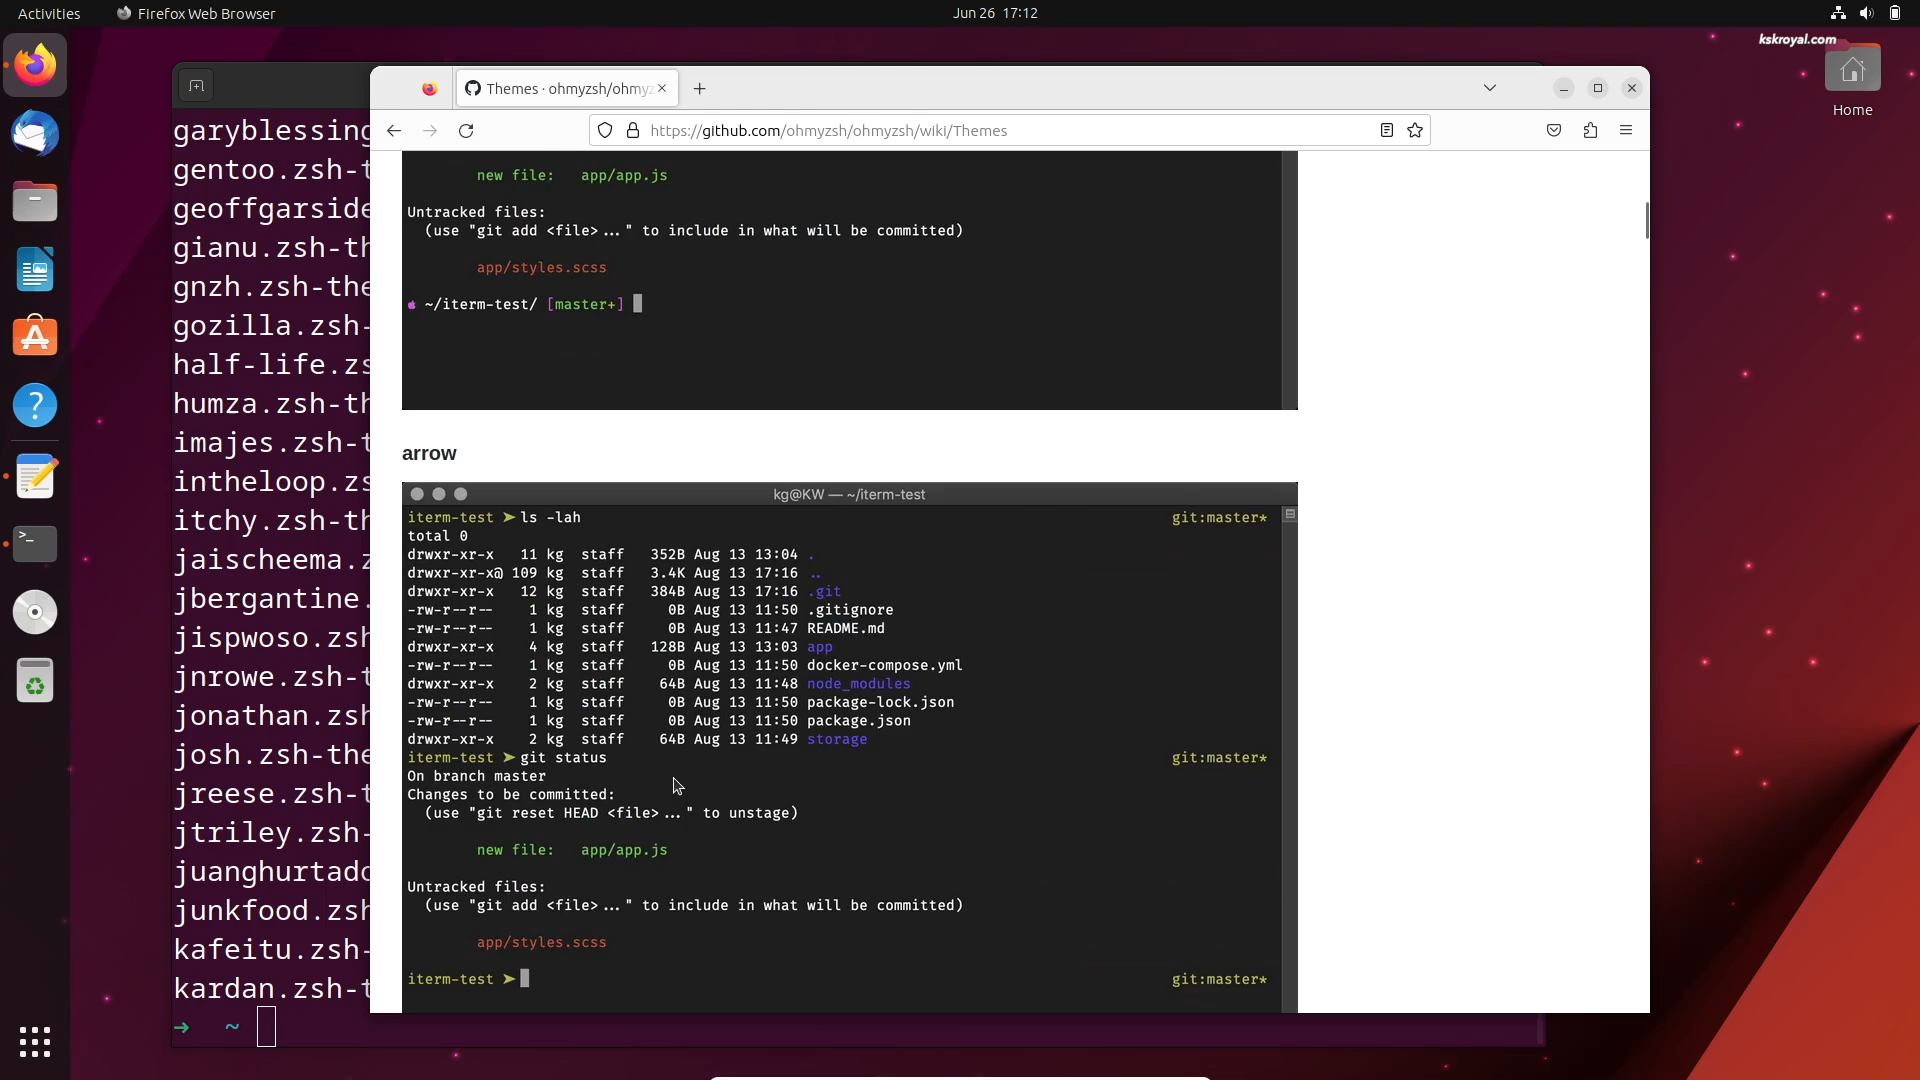 Activities
Firefox Web Browser
Jun 26 17:12
kskroyal.com
Home
Themes · ohmyzsh/ohmyz
https://github.com/ohmyzsh/ohmyzsh/wiki/Themes
garyblessing
gentoo.zsh-t
geoffgarside
gianu.zsh-th
gnzh.zsh-the
gozilla.zsh-
half-life.zs
humza.zsh-th
imajes.zsh-t
intheloop.zs
itchy.zsh-th
jaischeema.z
jbergantine.
jispwoso.zsh
jnrowe.zsh-t
jonathan.zsh
josh.zsh-the
jreese.zsh-t
jtriley.zsh-
juanghurtado
junkfood.zsh
kafeitu.zsh-
kardan.zsh-t
➜ ~
new file: app/app.js
Untracked files:
(use "git add <file>..." to include in what will be committed)
app/styles.scss
~/iterm-test/ [master+]
arrow
kg@KW — ~/iterm-test
iterm-test ➤ ls -lah git:master*
total 0
drwxr-xr-x 11 kg staff 352B Aug 13 13:04 .
drwxr-xr-x@ 109 kg staff 3.4K Aug 13 17:16 ..
drwxr-xr-x 12 kg staff 384B Aug 13 17:16 .git
-rw-r--r-- 1 kg staff 0B Aug 13 11:50 .gitignore
-rw-r--r-- 1 kg staff 0B Aug 13 11:47 README.md
drwxr-xr-x 4 kg staff 128B Aug 13 13:03 app
-rw-r--r-- 1 kg staff 0B Aug 13 11:50 docker-compose.yml
drwxr-xr-x 2 kg staff 64B Aug 13 11:48 node_modules
-rw-r--r-- 1 kg staff 0B Aug 13 11:50 package-lock.json
-rw-r--r-- 1 kg staff 0B Aug 13 11:50 package.json
drwxr-xr-x 2 kg staff 64B Aug 13 11:49 storage
iterm-test ➤ git status git:master*
On branch master
Changes to be committed:
(use "git reset HEAD <file>..." to unstage)
new file: app/app.js
Untracked files:
(use "git add <file>..." to include in what will be committed)
app/styles.scss
iterm-test ➤ git:master*